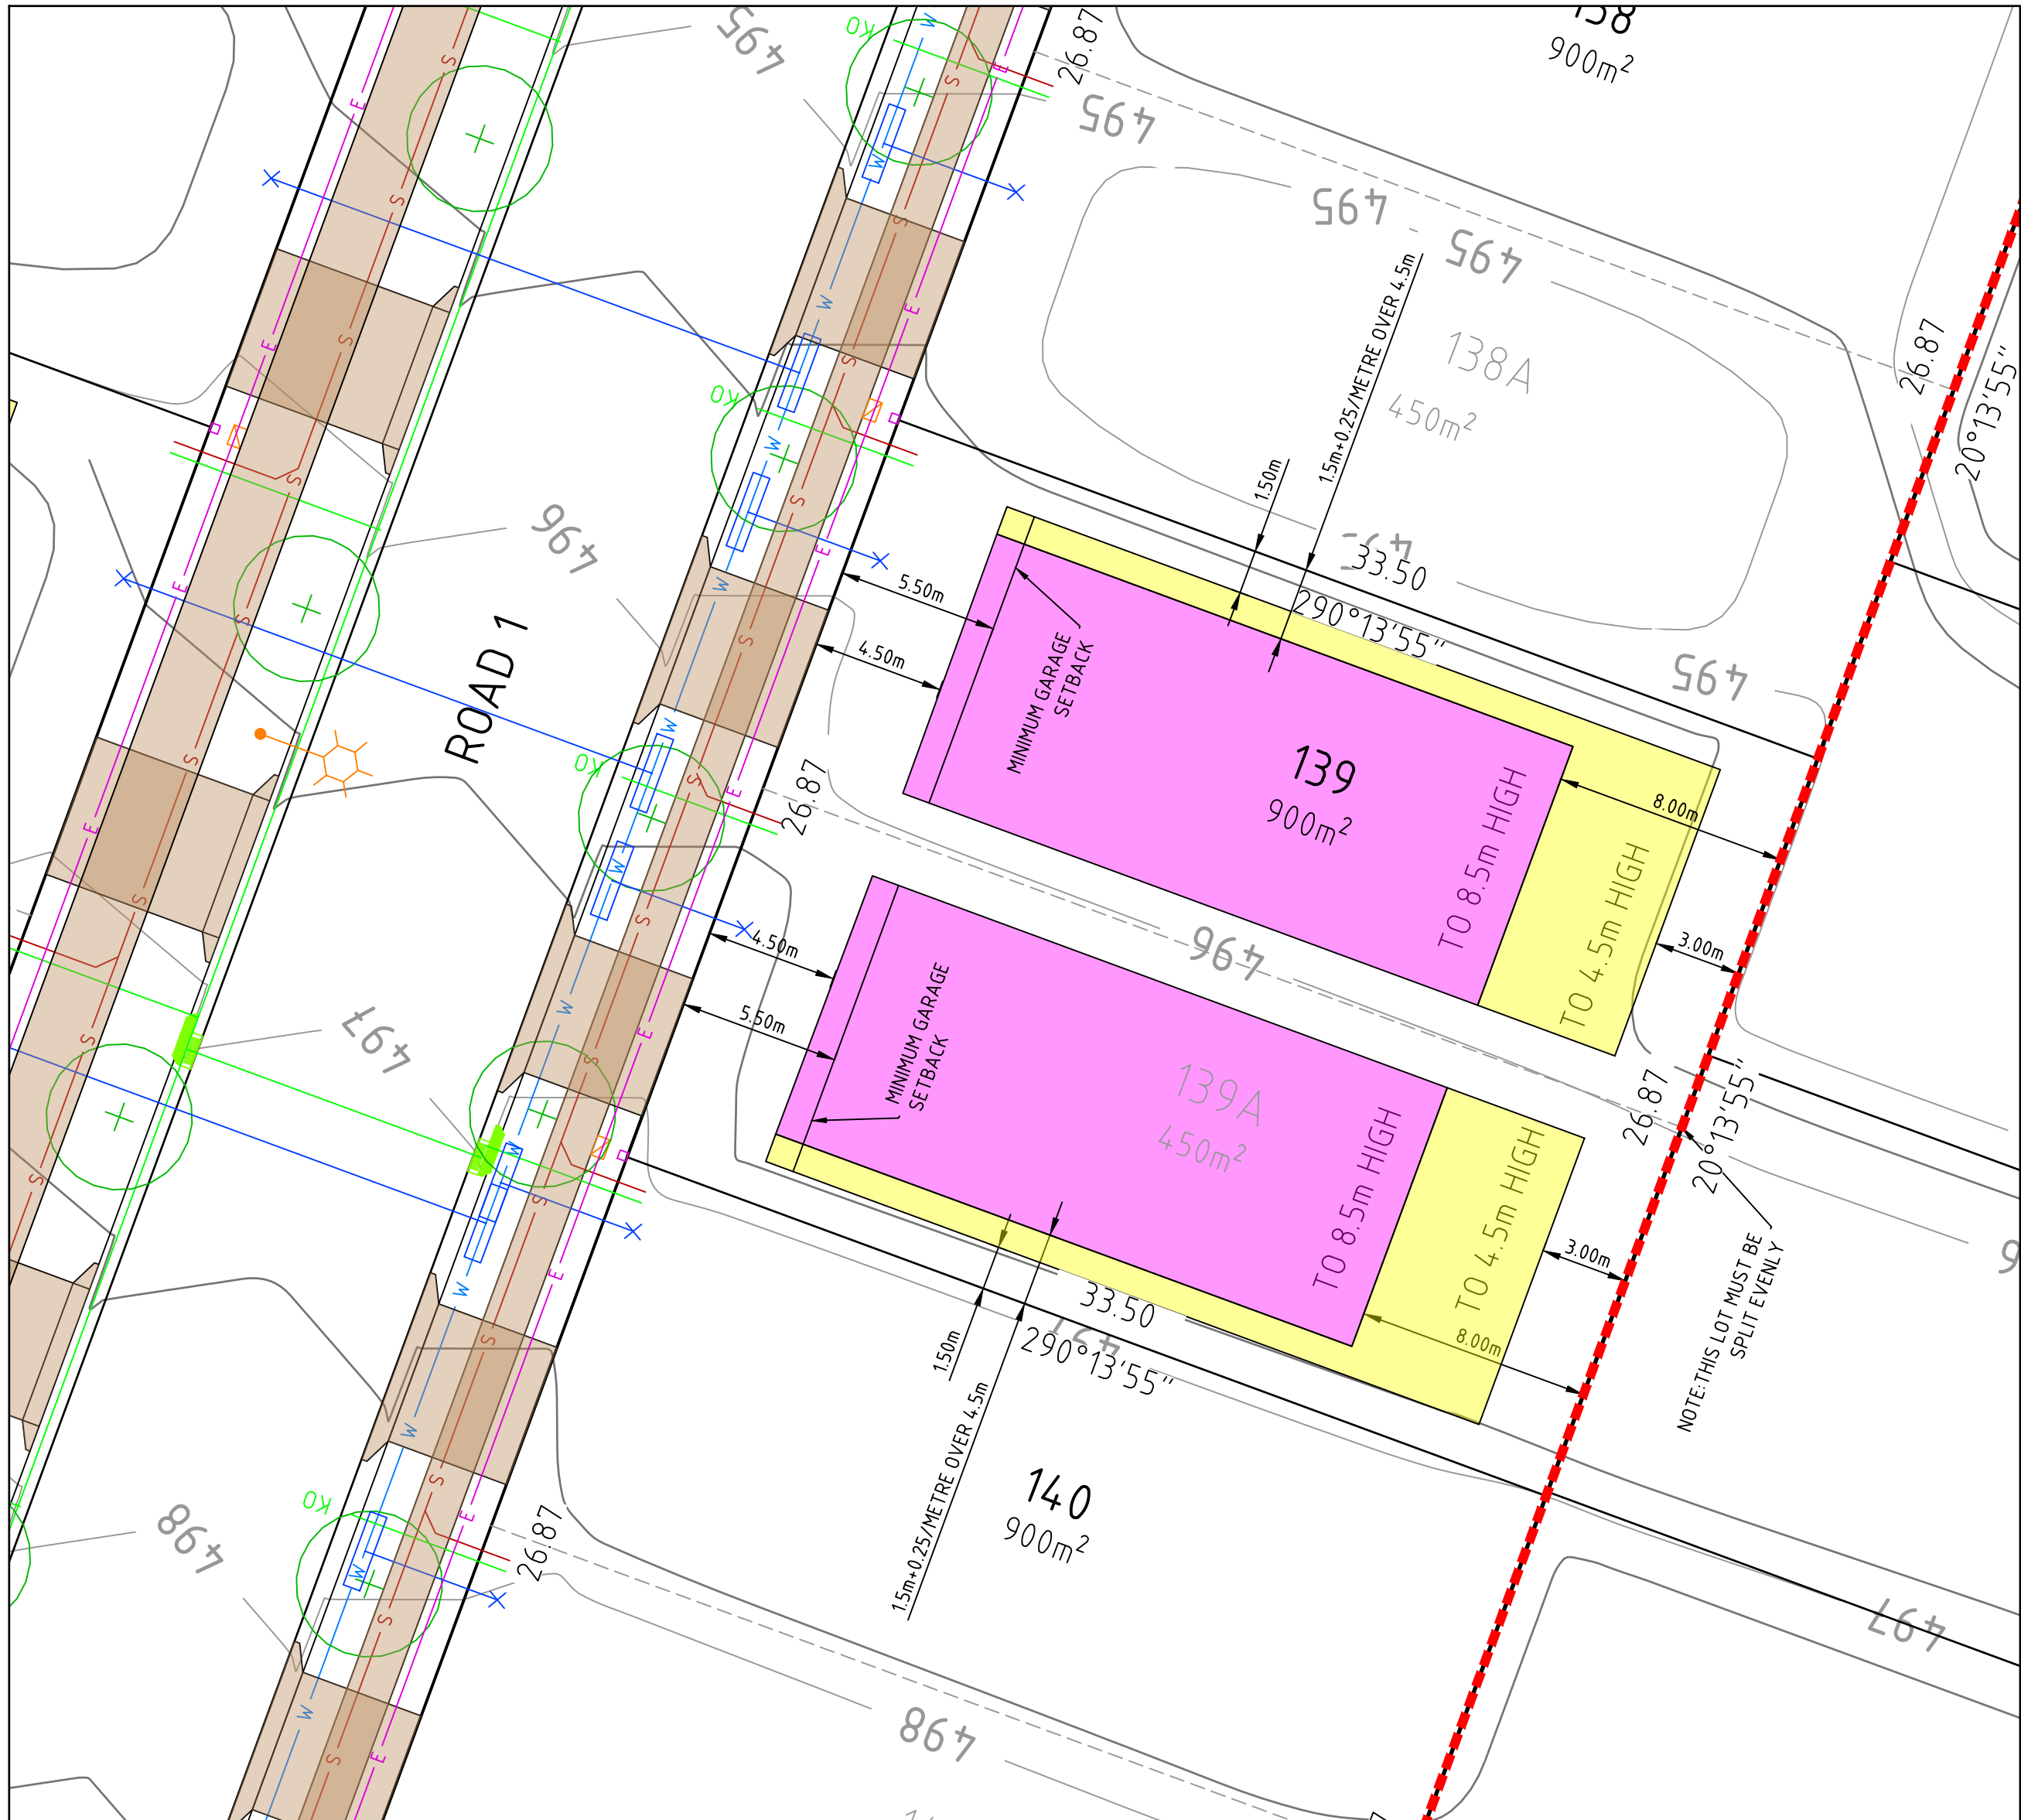 138
900m²
26.87
KO
495
495
495
495
138A
450m²
1.5m+0.25/METRE OVER 4.5m
1.50m
26.87
20°13'55"
KO
33.50
290°13'55"
495
496
5.50m
4.50m
MINIMUM GARAGE
SETBACK
ROAD 1
139
900m²
TO 8.5m HIGH
TO 4.5m HIGH
8.00m
3.00m
KO
26.87
496
4.50m
5.50m
MINIMUM GARAGE
SETBACK
497
139A
450m²
TO 8.5m HIGH
TO 4.5m HIGH
3.00m
8.00m
26.87
20°13'55"
NOTE:THIS LOT MUST BE
SPLIT EVENLY
33.50
290°13'55"
1.50m
1.5m+0.25/METRE OVER 4.5m
140
900m²
KO
26.87
498
497
498